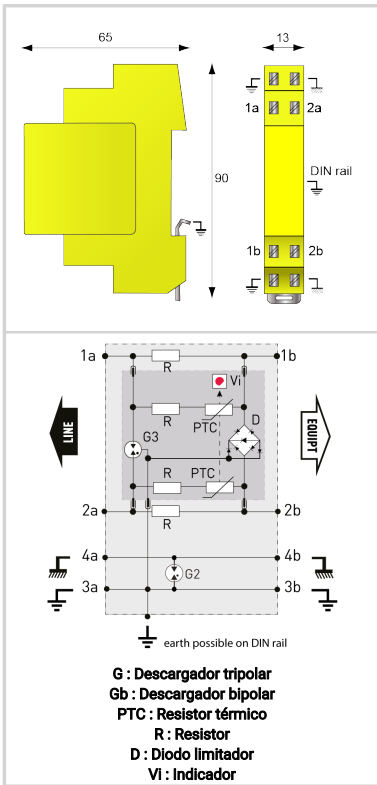 65
13
1a
2a
90
DIN rail
1b
2b
1a
1b
R
Vi
LINE
R
PTC
D
EQUIPT
G3
R
PTC
2a
2b
R
4a
4b
G2
3a
3b
earth possible on DIN rail
G : Descargador tripolar
Gb : Descargador bipolar
PTC : Resistor térmico
R : Resistor
D : Diodo limitador
Vi : Indicador